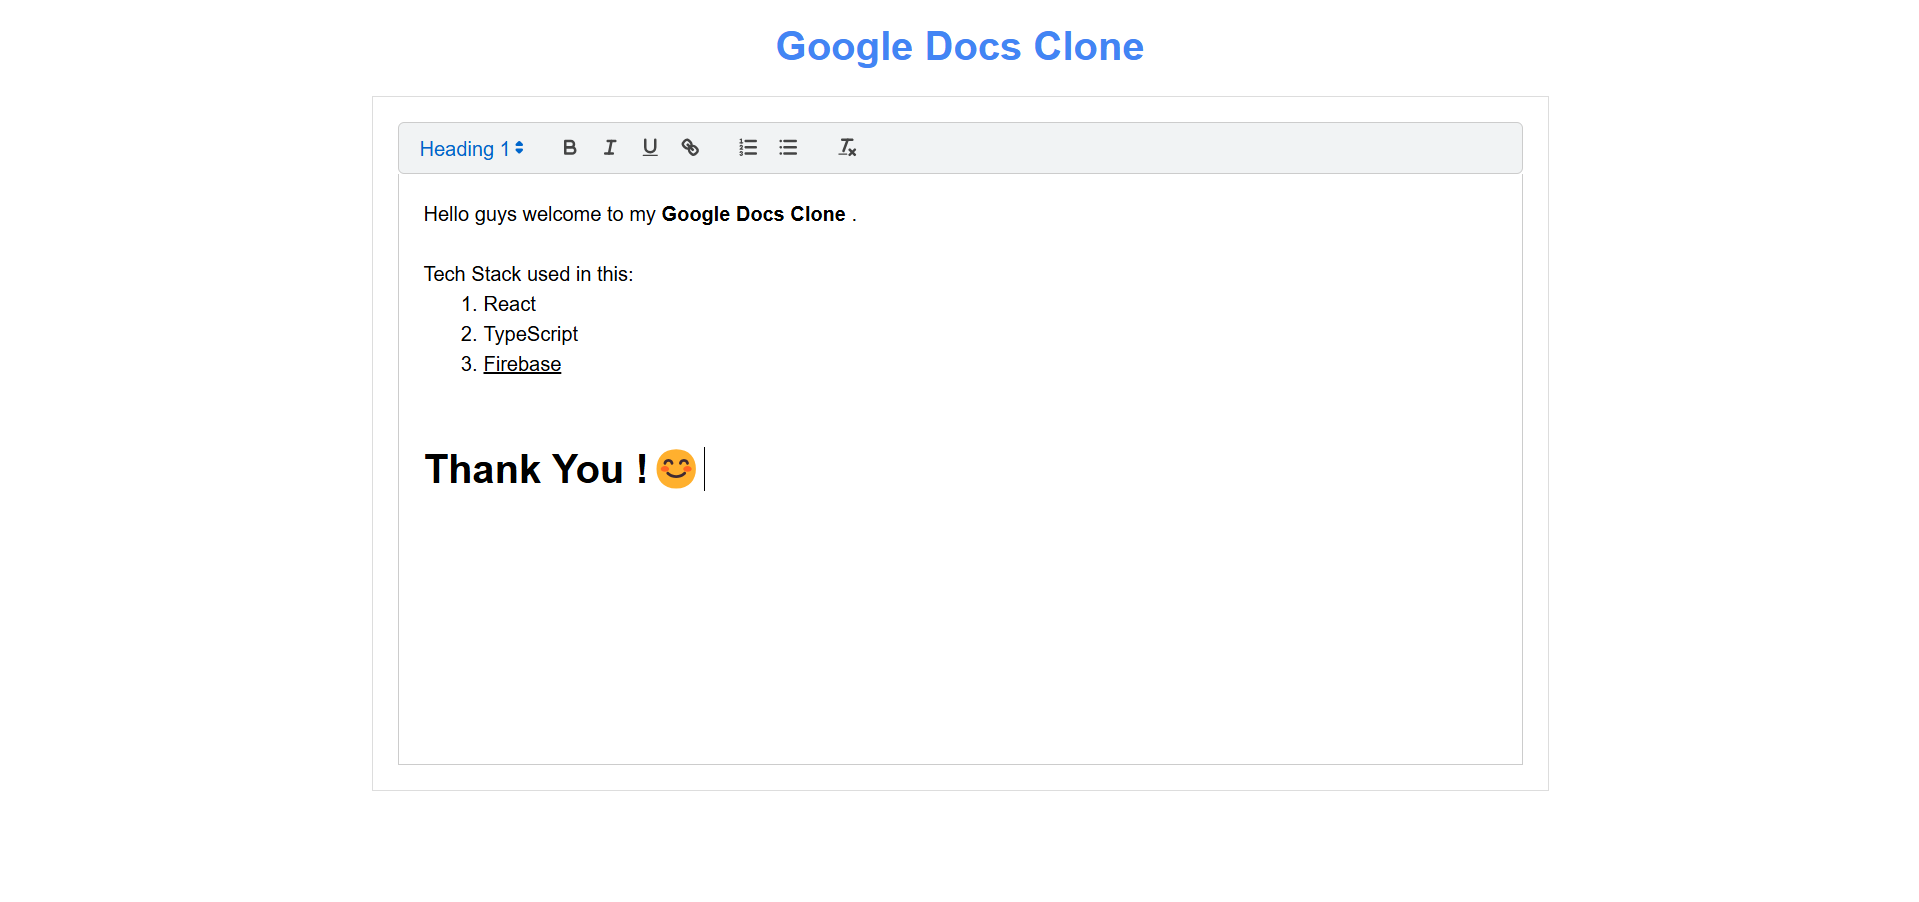 Google Docs Clone
Heading 1
Hello guys welcome to my Google Docs Clone .
Tech Stack used in this:
1. React
2. TypeScript
3. Firebase
Thank You !😊